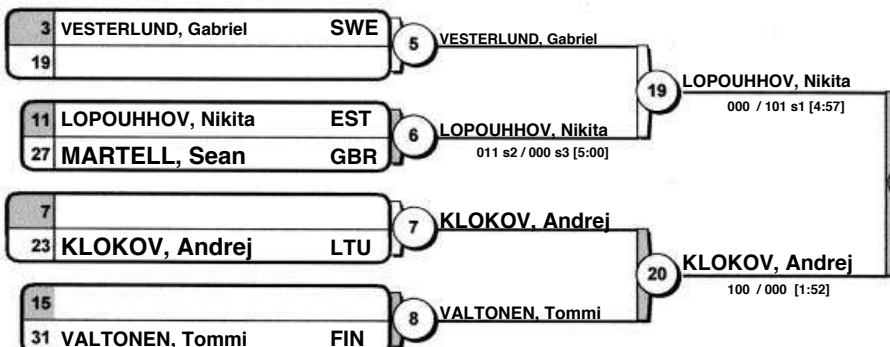 3 VESTERLUND, Gabriel SWE
19
5
VESTERLUND, Gabriel
11 LOPOUHHOV, Nikita EST
27 MARTELL, Sean GBR
6
LOPOUHHOV, Nikita
011 s2 / 000 s3 [5:00]
19
LOPOUHHOV, Nikita
000 / 101 s1 [4:57]
7
23 KLOKOV, Andrej LTU
7
KLOKOV, Andrej
15
31 VALTONEN, Tommi FIN
8
VALTONEN, Tommi
20
KLOKOV, Andrej
100 / 000 [1:52]